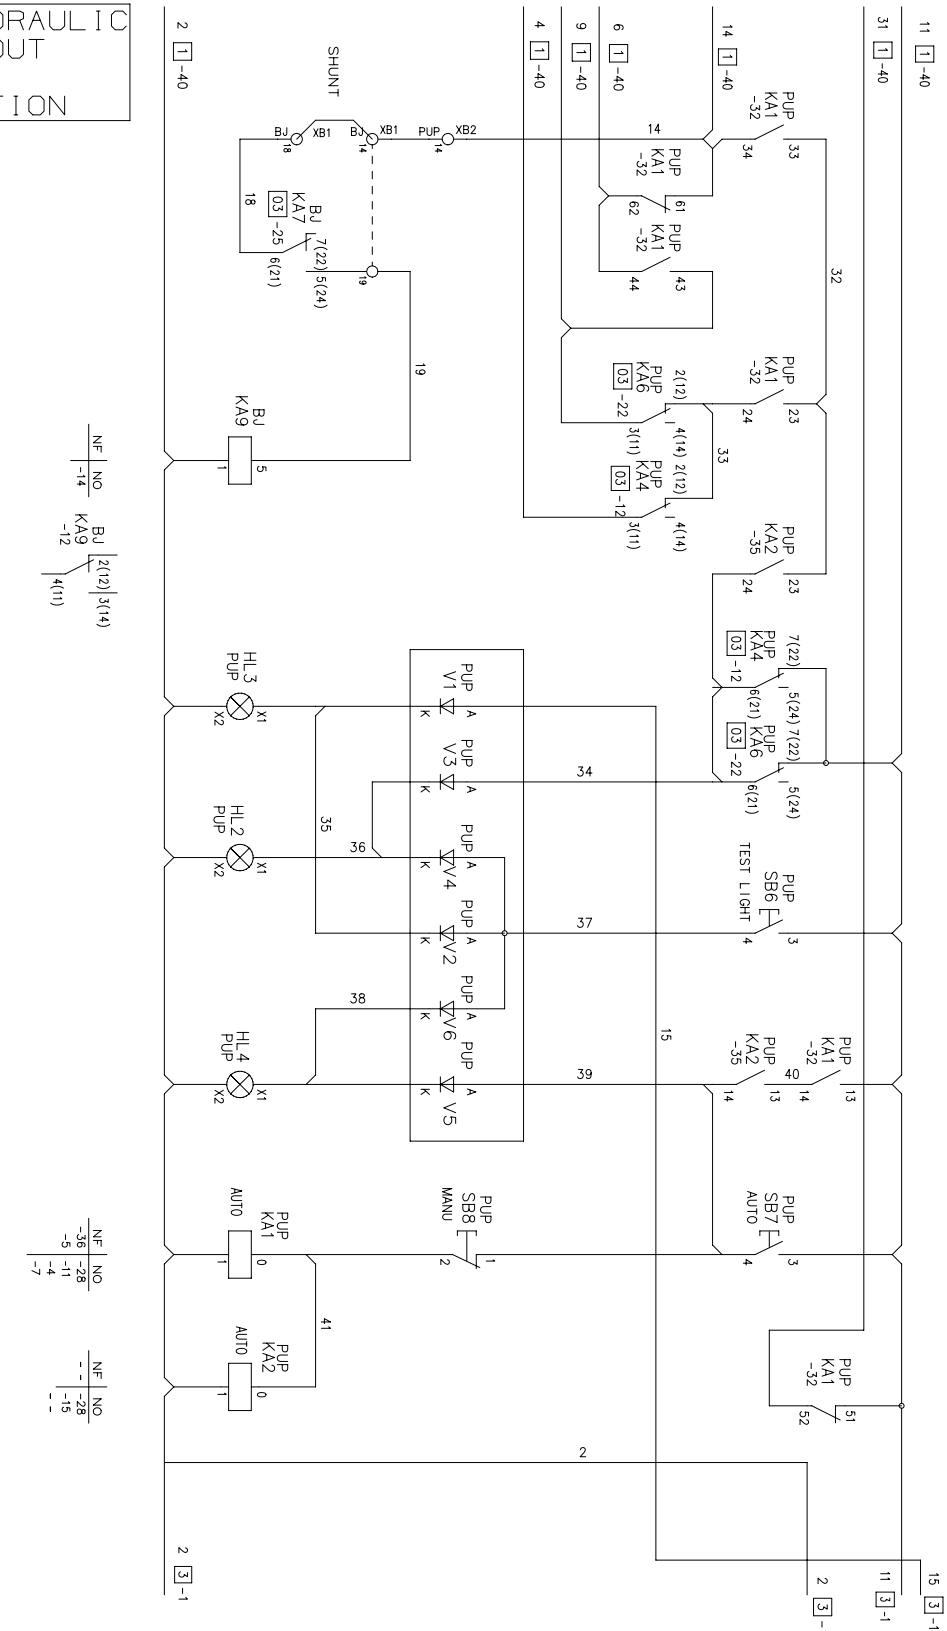 DRAULIC
OUT
TION
2 1 -40
4 1 -40
9 1 -40
6 1 -40
14 1 -40
31 1 -40
11 1 -40
SHUNT
BJ
18
XB1
BJ
14
XB1
PUP
14
XB2
14
PUP
KA1
-32
34
33
PUP
KA1
-32
62
61
PUP
KA1
-32
44
43
32
18
BJ
KA7
03 -25
7(22)
5(24)
6(21)
19
19
PUP
KA1
-32
24
23
PUP
KA6
03 -22
2(12)
4(14)
3(11)
33
PUP
KA4
03 -12
2(12)
4(14)
3(11)
BJ
KA9
1
5
NF
NO
-14
BJ
KA9
-12
2(12)
3(14)
4(11)
PUP
KA2
-35
24
23
PUP
KA4
03 -12
7(22)
5(24)
6(21)
PUP
KA6
03 -22
7(22)
5(24)
6(21)
HL3
PUP
X2
X1
PUP
V1
K
A
PUP
V3
K
A
34
35
36
HL2
PUP
X2
X1
PUP
V4
K
A
PUP
V2
K
A
37
PUP
SB6
TEST LIGHT
4
3
38
PUP
V6
K
A
15
HL4
PUP
X2
X1
PUP
V5
K
A
39
PUP
KA2
-35
14
13
40
PUP
KA1
-32
14
13
PUP
KA1
AUTO
1
0
PUP
SB8
MANU
2
1
PUP
SB7
AUTO
4
3
NF
NO
-36
-28
-5
-11
-4
-7
41
PUP
KA2
AUTO
1
0
NF
NO
--
-28
-15
--
PUP
KA1
-32
52
51
2
2 3 -1
2 3 -
11 3 -1
15 3 -1